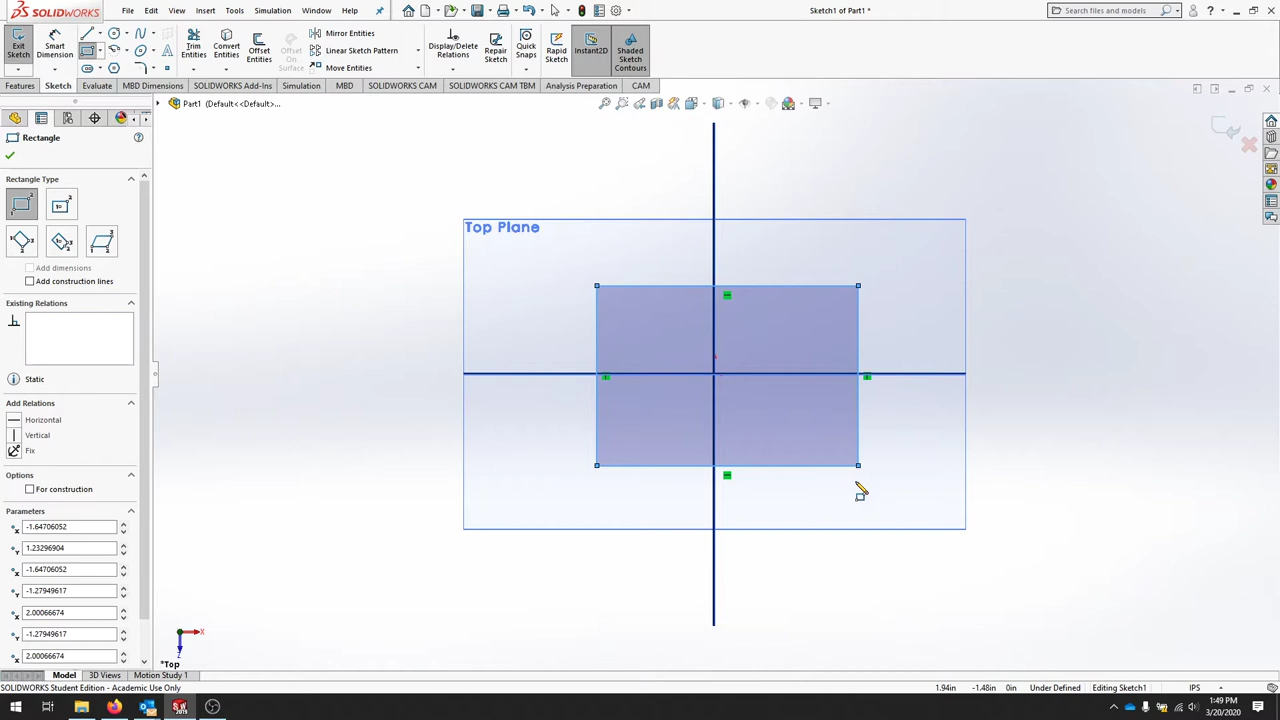 SOLIDWORKS
File Edit View Insert Tools Simulation Window Help
Sketch1 of Part1 *
Search files and models
Exit Sketch
Smart Dimension
Trim Entities
Convert Entities
Offset Entities
Offset On Surface
Mirror Entities
Linear Sketch Pattern
Move Entities
Display/Delete Relations
Repair Sketch
Quick Snaps
Rapid Sketch
Instant2D
Shaded Sketch Contours
Features Sketch Evaluate MBD Dimensions SOLIDWORKS Add-Ins Simulation MBD SOLIDWORKS CAM SOLIDWORKS CAM TBM Analysis Preparation CAM
Part1 (Default<<Default>...
Rectangle
Rectangle Type
Add dimensions
Add construction lines
Existing Relations
Static
Add Relations
Horizontal
Vertical
Fix
Options
For construction
Parameters
-1.64706052
1.23296904
-1.64706052
-1.27949617
2.00066674
-1.27949617
2.00066674
Top Plane
X
*Top
Model 3D Views Motion Study 1
SOLIDWORKS Student Edition - Academic Use Only
1.94in -1.48in 0in Under Defined Editing Sketch1 IPS
1:49 PM
3/20/2020